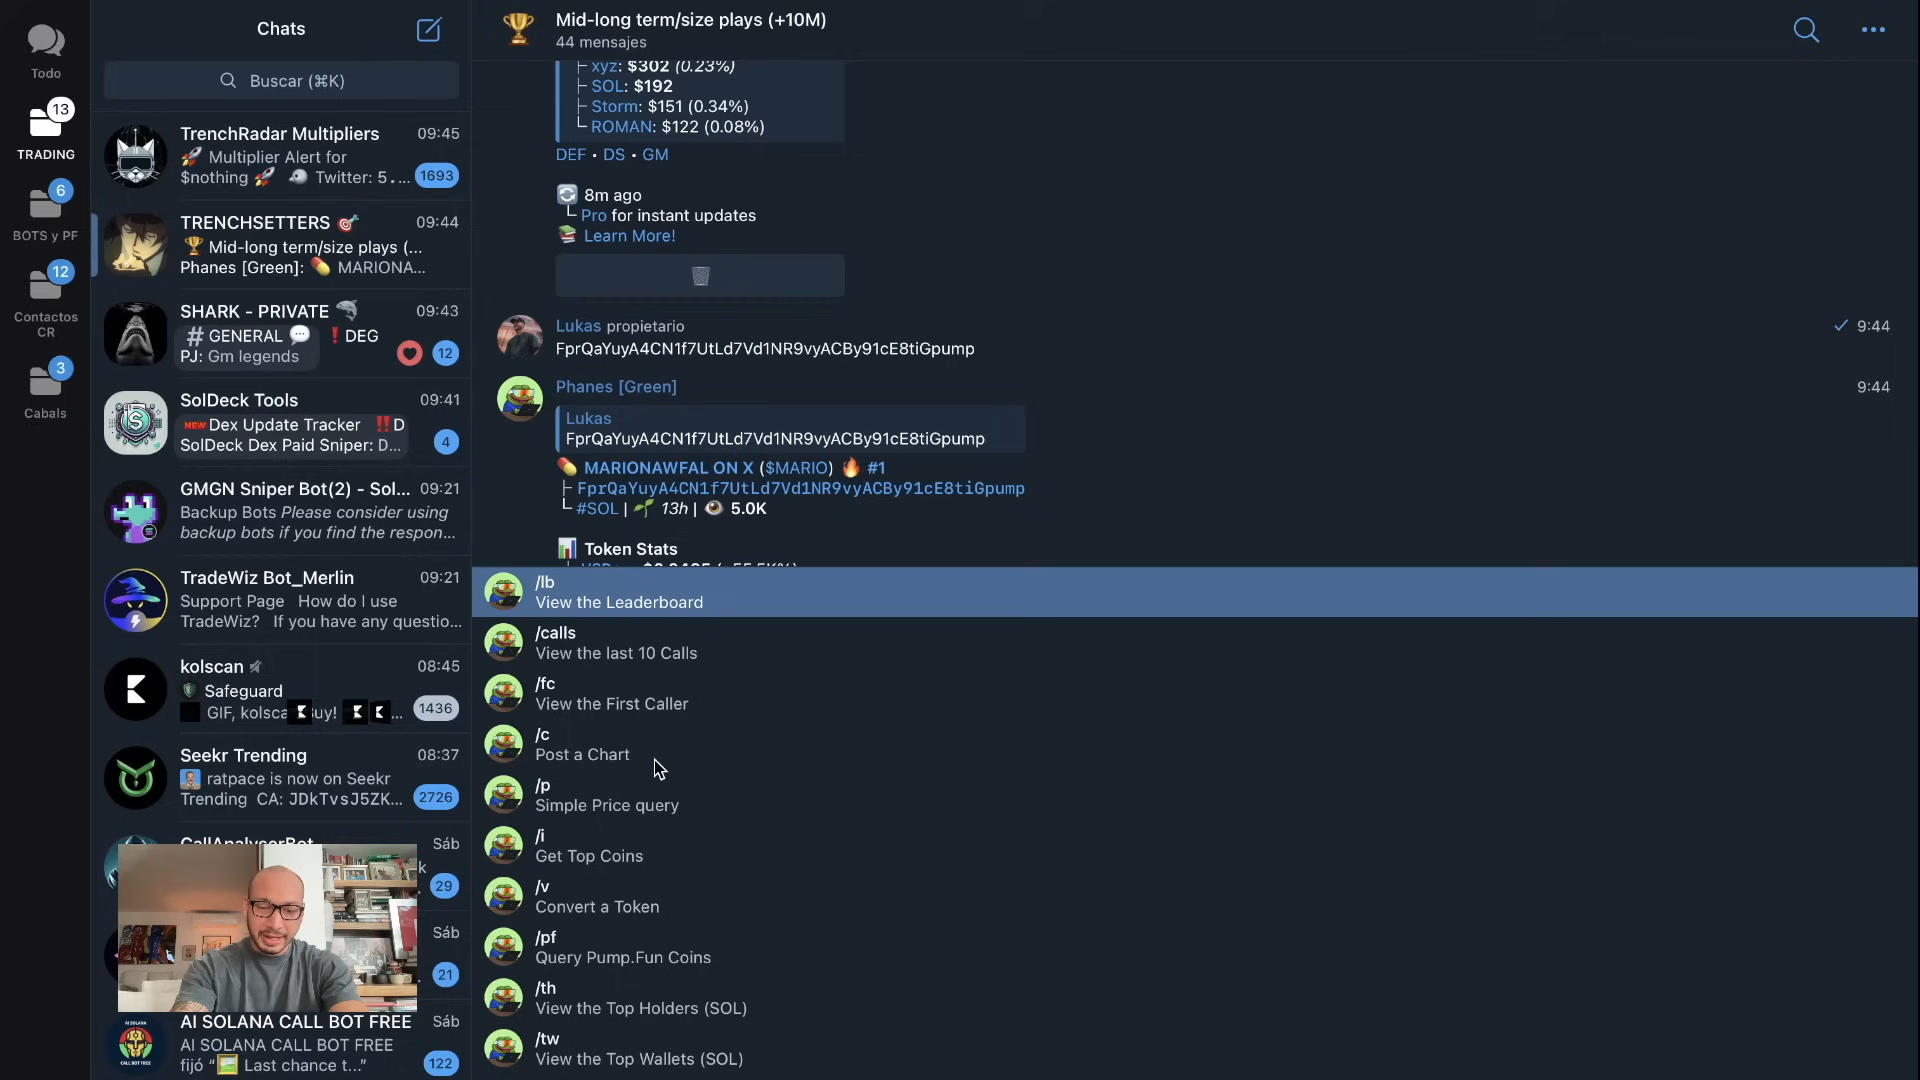 Todo
13
TRADING
6
BOTS y PF
12
Contactos
CR
3
Cabals
Chats
Buscar (⌘K)
TrenchRadar Multipliers 09:45
🚀 Multiplier Alert for
$nothing 🚀 Twitter: 5.… 1693
TRENCHSETTERS 🎯 09:44
🏆 Mid-long term/size plays (...
Phanes [Green]: 💊 MARIONA...
SHARK - PRIVATE 🦈 09:43
# GENERAL 💬 ❗DEG
PJ: Gm legends 12
SolDeck Tools 09:41
NEW Dex Update Tracker ‼️D
SolDeck Dex Paid Sniper: D... 4
GMGN Sniper Bot(2) - Sol... 09:21
Backup Bots Please consider using
backup bots if you find the respon...
TradeWiz Bot_Merlin 09:21
Support Page How do I use
TradeWiz? If you have any questio...
kolscan 08:45
Safeguard
GIF, kolsca uy! ... 1436
Seekr Trending 08:37
ratpace is now on Seekr
Trending CA: JDkTvsJ5ZK... 2726
CallAnalyserBot Sáb
k
29
Sáb
21
AI SOLANA CALL BOT FREE Sáb
AI SOLANA CALL BOT FREE
fijó “🖼 Last chance t...” 122
AI SOLANA
CALL BOT FREE
🏆 Mid-long term/size plays (+10M)
44 mensajes
├ xyz: $302 (0.23%)
├ SOL: $192
├ Storm: $151 (0.34%)
└ ROMAN: $122 (0.08%)
DEF • DS • GM
🔄 8m ago
└ Pro for instant updates
📚 Learn More!
Lukas propietario ✓ 9:44
FprQaYuyA4CN1f7UtLd7Vd1NR9vyACBy91cE8tiGpump
Phanes [Green] 9:44
Lukas
FprQaYuyA4CN1f7UtLd7Vd1NR9vyACBy91cE8tiGpump
💊 MARIONAWFAL ON X ($MARIO) 🔥 #1
├ FprQaYuyA4CN1f7UtLd7Vd1NR9vyACBy91cE8tiGpump
└ #SOL | 🌱 13h | 👁 5.0K
📊 Token Stats
/lb
View the Leaderboard
/calls
View the last 10 Calls
/fc
View the First Caller
/c
Post a Chart
/p
Simple Price query
/i
Get Top Coins
/v
Convert a Token
/pf
Query Pump.Fun Coins
/th
View the Top Holders (SOL)
/tw
View the Top Wallets (SOL)